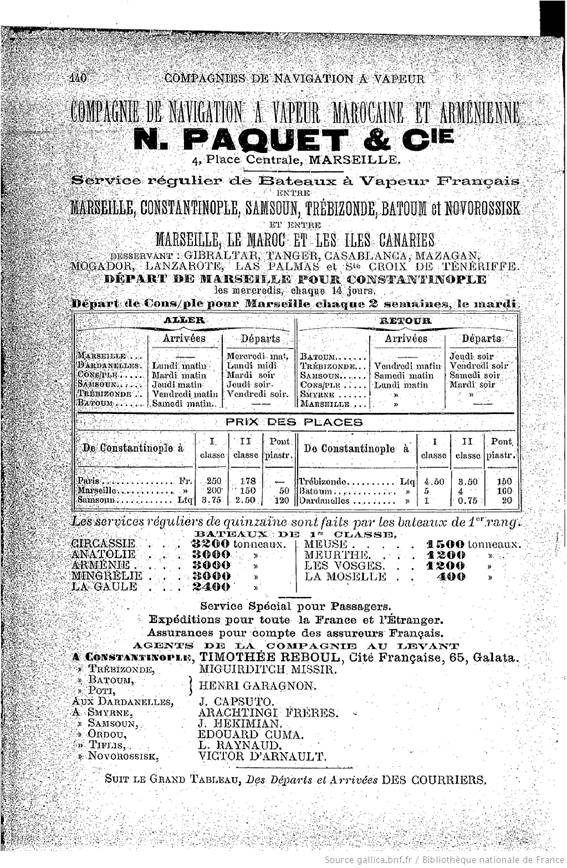 140 COMPAGNIES DE NAVIGATION A VAPEUR
COMPAGNIE DE NAVIGATION A VAPEUR MAROCAINE ET ARMÉNIENNE
N. PAQUET & CIE
4, Place Centrale, MARSEILLE.
Service régulier de Bateaux à Vapeur Français
ENTRE
MARSEILLE, CONSTANTINOPLE, SAMSOUN, TRÉBIZONDE, BATOUM et NOVOROSSISK
ET ENTRE
MARSEILLE, LE MAROC ET LES ILES CANARIES
DESSERVANT : GIBRALTAR, TANGER, CASABLANCA, MAZAGAN,
MOGADOR, LANZAROTE, LAS PALMAS et Ste CROIX DE TÉNÉRIFFE.
DÉPART DE MARSEILLE POUR CONSTANTINOPLE
les mercredis, chaque 14 jours.
Départ de Cons/ple pour Marseille chaque 2 semaines, le mardi.
ALLER RETOUR
Arrivées Départs Arrivées Départs
MARSEILLE ... —— Mercredi mat. BATOUM...... —— Jeudi soir
DARDANELLES. Lundi matin Lundi midi TRÉBIZONDE... Vendredi matin Vendredi soir
CONS/PLE .... Mardi matin Mardi soir SAMSOUN..... Samedi matin Samedi soir
SAMSOUN..... Jeudi matin Jeudi soir. CONS/PLE .... Lundi matin Mardi soir
TRÉBIZONDE .. Vendredi matin Vendredi soir. SMYRNE ..... » »
BATOUM...... Samedi matin.. —— MARSEILLE ... » ——
PRIX DES PLACES
De Constantinople à I classe II classe Pont piastr. De Constantinople à I classe II classe Pont piastr.
Paris ............... Fr. 250 178 — Trébizonde..... Ltq 4.50 3.50 150
Marseille............ » 200 150 50 Batoum......... » 5 4 160
Samsoun ...... Ltq 3.75 2.50 120 Dardanelles .... » 1 0.75 20
Les services réguliers de quinzaine sont faits par les bateaux de 1er rang.
BATEAUX DE 1re CLASSE,
CIRCASSIE . . . 3200 tonneaux. MEUSE . . . . 1500 tonneaux.
ANATOLIE . . . 3000 » MEURTHE. . . . 1200 »
ARMÉNIE . . . 3000 » LES VOSGES. . . 1200 »
MINGRÉLIE . . . 3000 » LA MOSELLE . . 400 »
LA GAULE . . . 2400 »
Service Spécial pour Passagers.
Expéditions pour toute la France et l'Étranger.
Assurances pour compte des assureurs Français.
AGENTS DE LA COMPAGNIE AU LEVANT
A CONSTANTINOPLE, TIMOTHÉE REBOUL, Cité Française, 65, Galata.
» TRÉBIZONDE, MIGUIRDITCH MISSIR.
» BATOUM,
» POTI, } HENRI GARAGNON.
AUX DARDANELLES, J. CAPSUTO.
A SMYRNE, ARACHTINGI FRÈRES.
» SAMSOUN, J. HEKIMIAN.
» ORDOU, EDOUARD CUMA.
» TIFLIS, L. RAYNAUD.
» NOVOROSSISK, VICTOR D'ARNAULT.
SUIT LE GRAND TABLEAU, Des Départs et Arrivées DES COURRIERS.
Source gallica.bnf.fr / Bibliothèque nationale de France